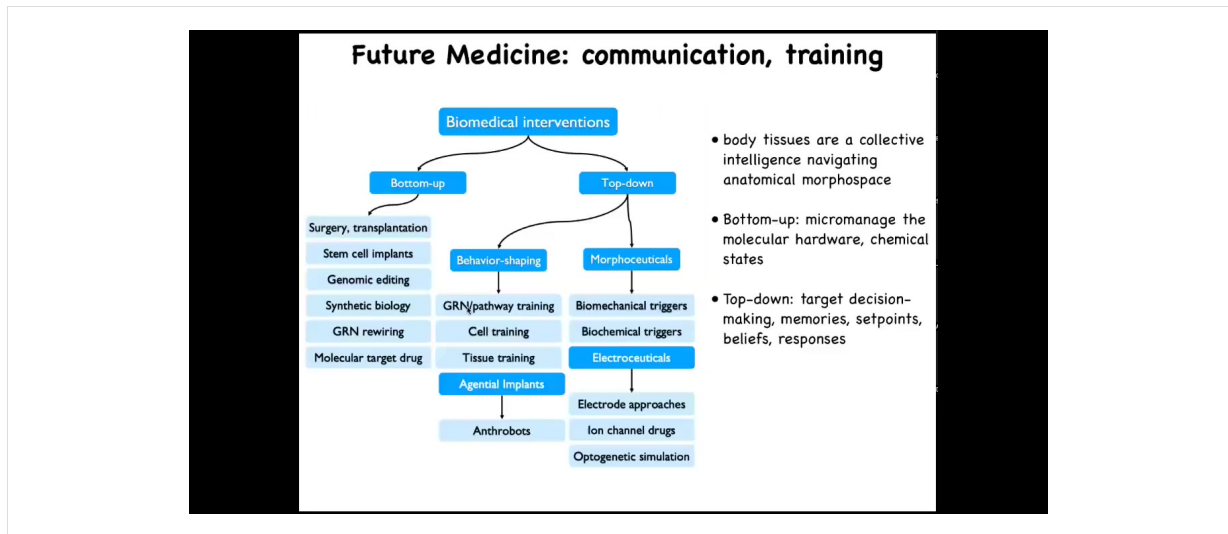 Future Medicine: communication, training
Biomedical interventions
Bottom-up
Top-down
Surgery, transplantation
Stem cell implants
Genomic editing
Synthetic biology
GRN rewiring
Molecular target drug
Behavior-shaping
GRN/pathway training
Cell training
Tissue training
Agential Implants
Anthrobots
Morphoceuticals
Biomechanical triggers
Biochemical triggers
Electroceuticals
Electrode approaches
Ion channel drugs
Optogenetic simulation
• body tissues are a collective
intelligence navigating
anatomical morphospace
• Bottom-up: micromanage the
molecular hardware, chemical
states
• Top-down: target decision-
making, memories, setpoints,
beliefs, responses